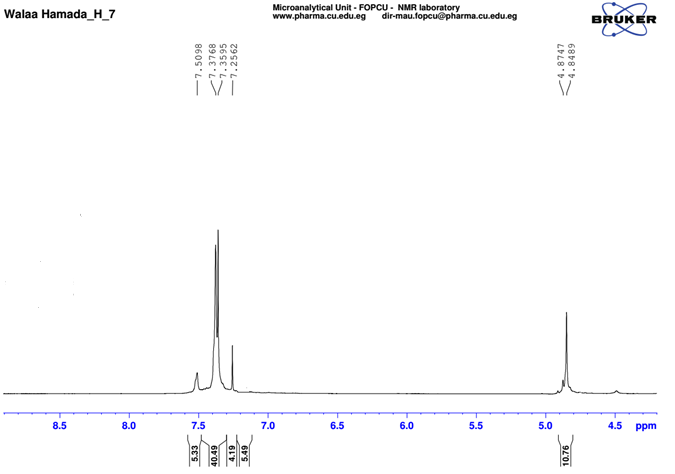 Walaa Hamada_H_7
Microanalytical Unit - FOPCU - NMR laboratory
www.pharma.cu.edu.eg dir-mau.fopcu@pharma.cu.edu.eg
BRUKER
7.5098
7.3768
7.3595
7.2562
4.8747
4.8489
8.5 8.0 7.5 7.0 6.5 6.0 5.5 5.0 4.5 ppm
5.33
40.49
4.19
5.49
10.76